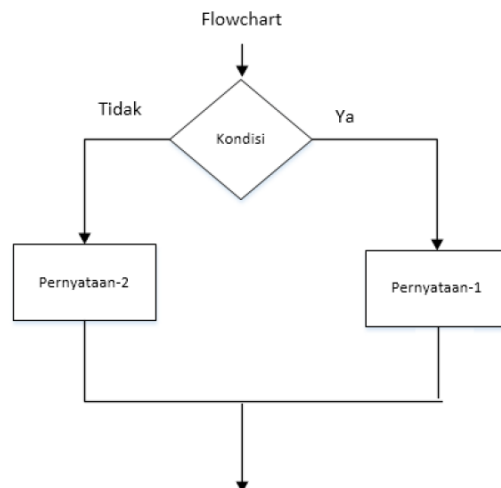 Flowchart
Tidak
Kondisi
Ya
Pernyataan-2
Pernyataan-1